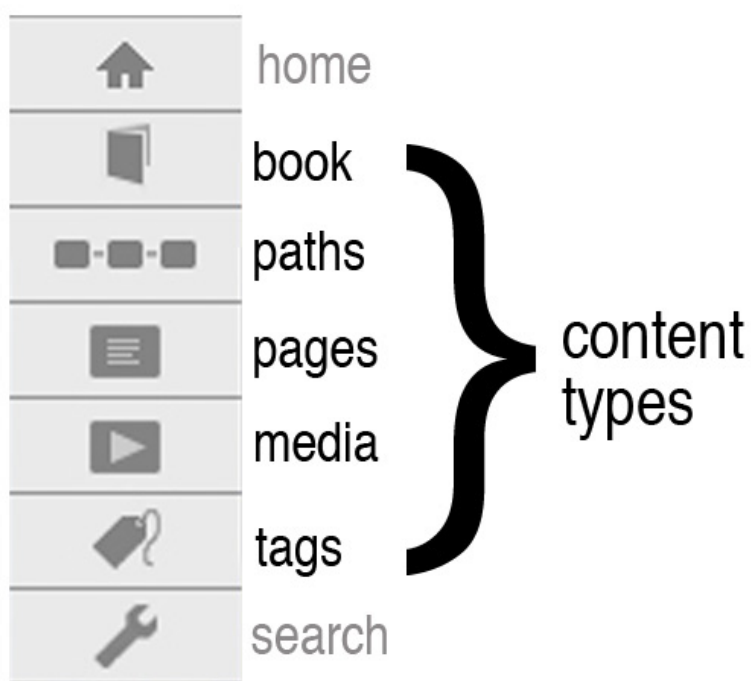 home
book
paths
pages
media
tags
search
content
types